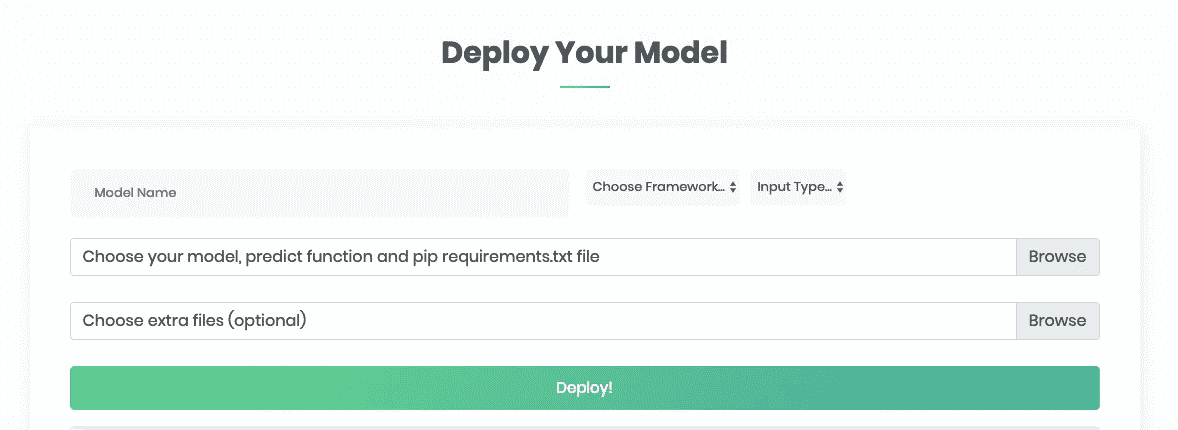 Deploy Your Model
Model Name
Choose Framework...
Input Type...
Choose your model, predict function and pip requirements.txt file
Browse
Choose extra files (optional)
Browse
Deploy!